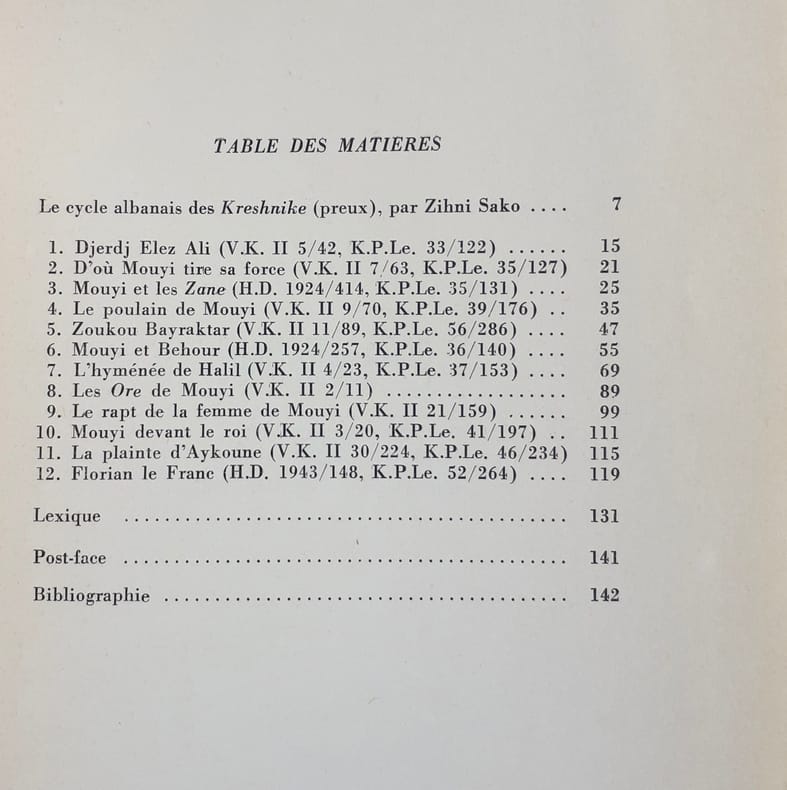 TABLE DES MATIERES
Le cycle albanais des Kreshnike (preux), par Zihni Sako .... 7
1. Djerdj Elez Ali (V.K. II 5/42, K.P.Le. 33/122) ...... 15
2. D'où Mouyi tire sa force (V.K. II 7/63, K.P.Le. 35/127) 21
3. Mouyi et les Zane (H.D. 1924/414, K.P.Le. 35/131) .... 25
4. Le poulain de Mouyi (V.K. II 9/70, K.P.Le. 39/176) .. 35
5. Zoukou Bayraktar (V.K. II 11/89, K.P.Le. 56/286) .... 47
6. Mouyi et Behour (H.D. 1924/257, K.P.Le. 36/140) .... 55
7. L'hyménée de Halil (V.K. II 4/23, K.P.Le. 37/153) .... 69
8. Les Ore de Mouyi (V.K. II 2/11) .................. 89
9. Le rapt de la femme de Mouyi (V.K. II 21/159) ...... 99
10. Mouyi devant le roi (V.K. II 3/20, K.P.Le. 41/197) .. 111
11. La plainte d'Aykoune (V.K. II 30/224, K.P.Le. 46/234) 115
12. Florian le Franc (H.D. 1943/148, K.P.Le. 52/264) .... 119
Lexique ............................................ 131
Post-face ............................................ 141
Bibliographie ........................................ 142